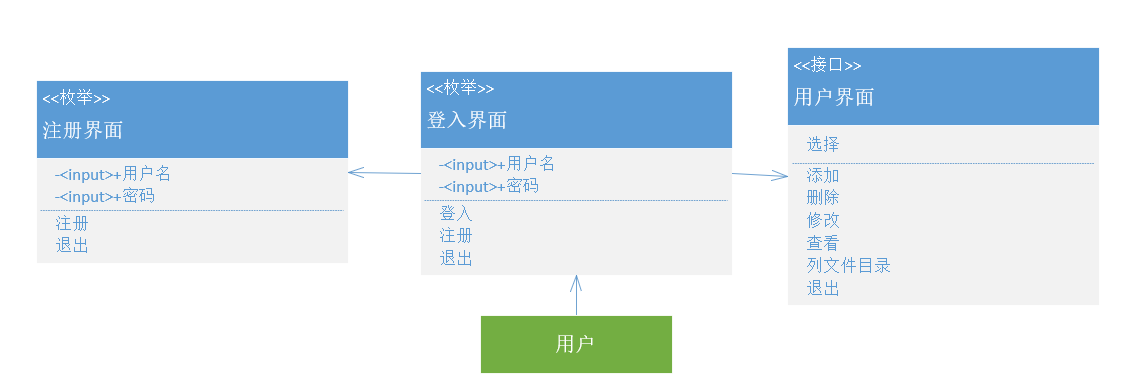 <<枚举>>
注册界面
-<input>+用户名
-<input>+密码
注册
退出
<<枚举>>
登入界面
-<input>+用户名
-<input>+密码
登入
注册
退出
<<接口>>
用户界面
选择
添加
删除
修改
查看
列文件目录
退出
用户